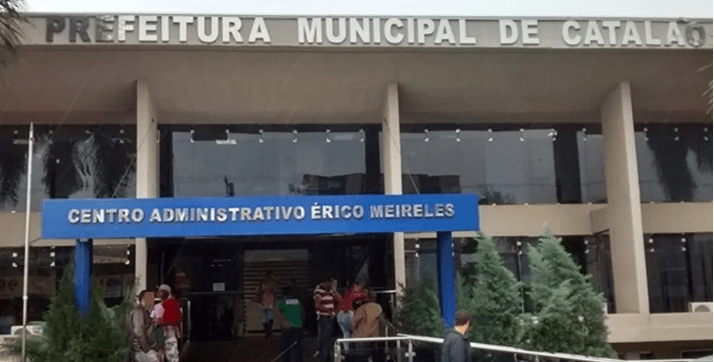 PREFEITURA MUNICIPAL DE CATALÃO
CENTRO ADMINISTRATIVO ÉRICO MEIRELES